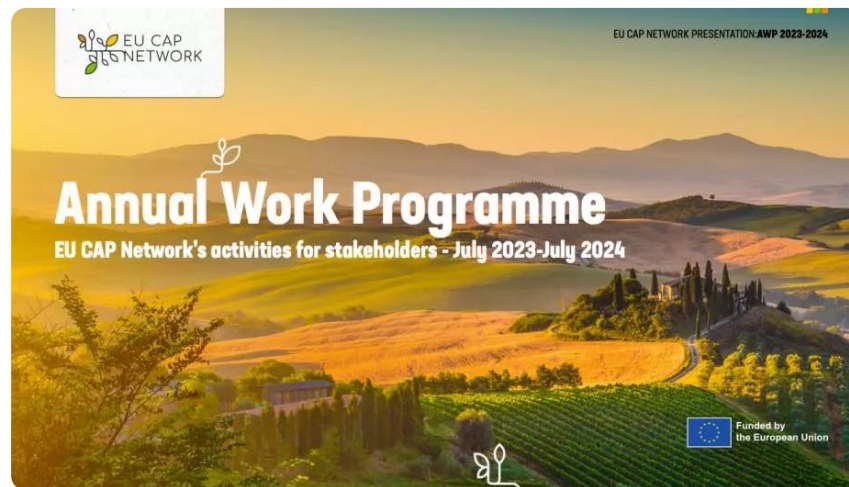 EU CAP
NETWORK
EU CAP NETWORK PRESENTATION:AWP 2023-2024
Annual Work Programme
EU CAP Network's activities for stakeholders - July 2023-July 2024
Funded by
the European Union